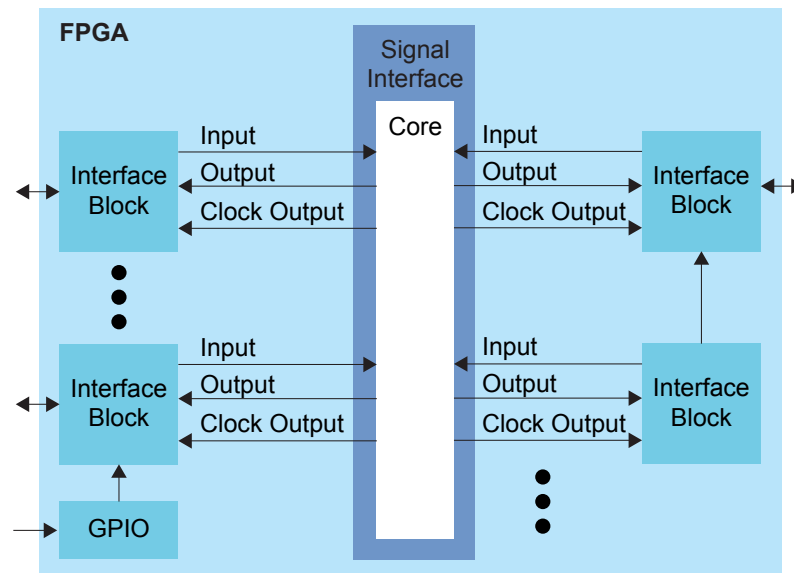 FPGA
Signal
Interface
Core
Input
Output
Clock Output
Interface
Block
Input
Output
Clock Output
Interface
Block
Input
Output
Clock Output
Interface
Block
Input
Output
Clock Output
Interface
Block
GPIO